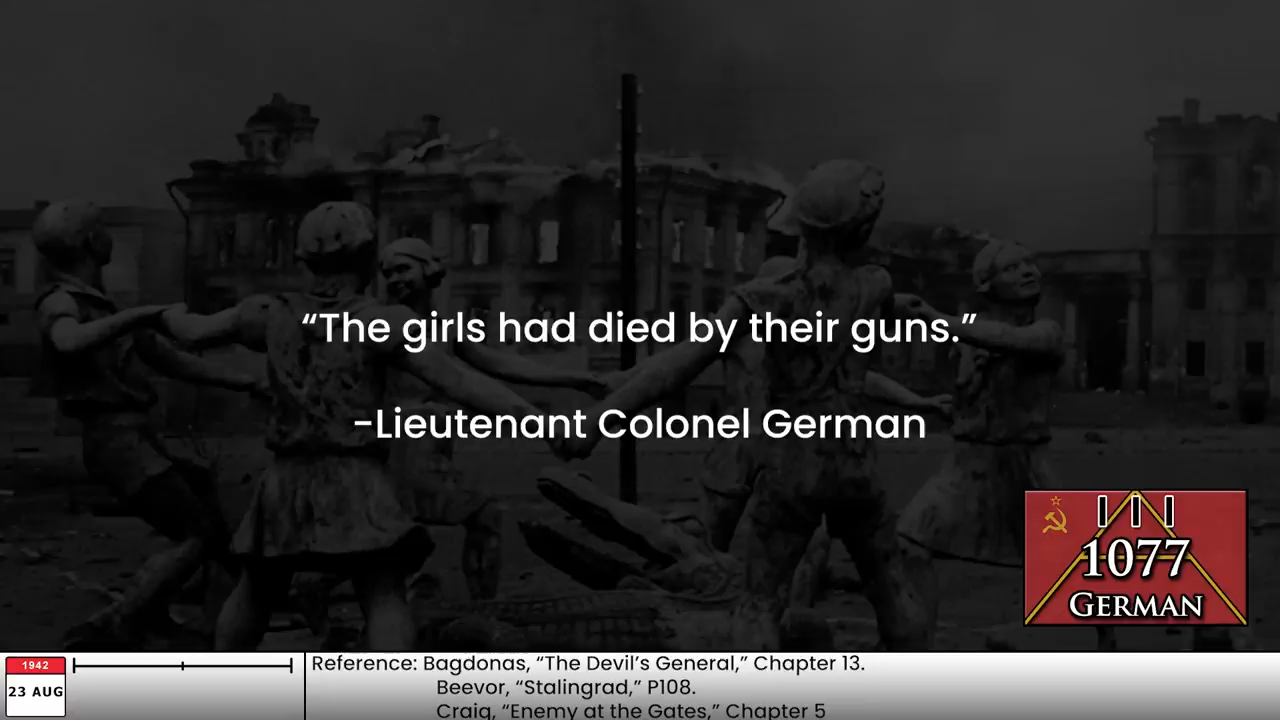 “The girls had died by their guns.”
-Lieutenant Colonel German
1077
GERMAN
1942
23 AUG
Reference: Bagdonas, “The Devil’s General,” Chapter 13.
Beevor, “Stalingrad,” P108.
Craig, “Enemy at the Gates,” Chapter 5